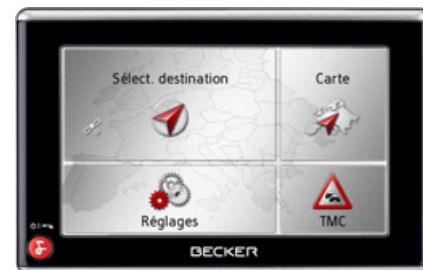 Sélect. destination
Carte
Réglages
TMC
BECKER